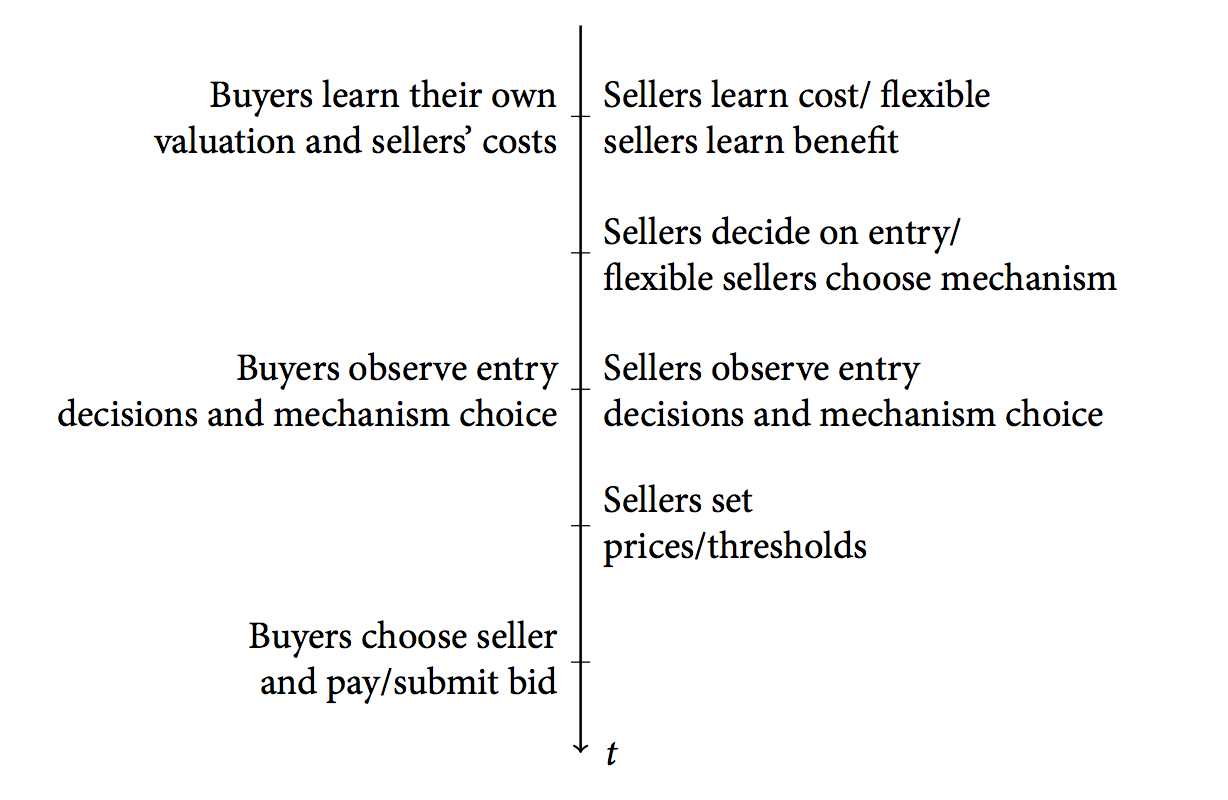 Buyers learn their own
valuation and sellers’ costs
Sellers learn cost/ flexible
sellers learn benefit
Sellers decide on entry/
flexible sellers choose mechanism
Buyers observe entry
decisions and mechanism choice
Sellers observe entry
decisions and mechanism choice
Sellers set
prices/thresholds
Buyers choose seller
and pay/submit bid
t